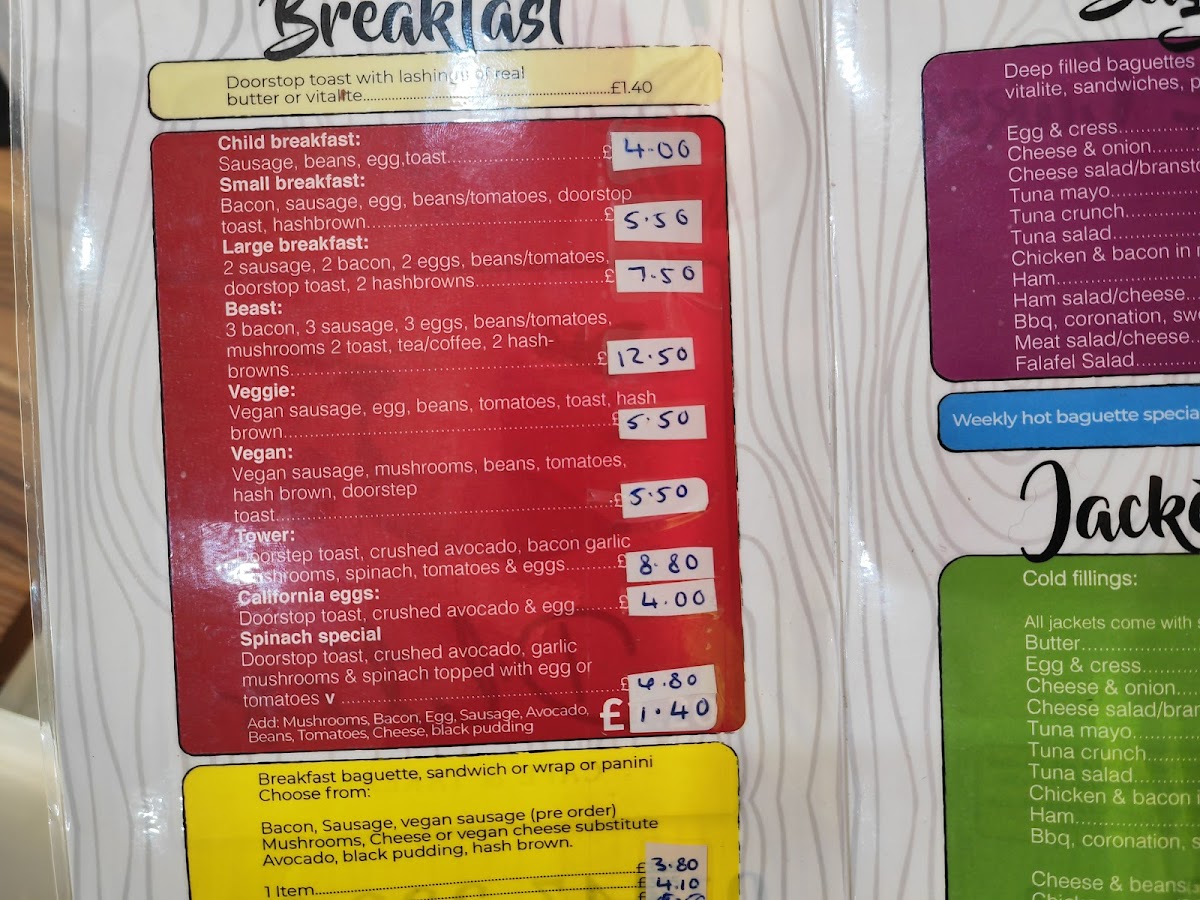 Breakfast
Doorstop toast with lashings of real
butter or vitalite..........£1.40
Child breakfast:
Sausage, beans, egg,toast..........£ 4.00
Small breakfast:
Bacon, sausage, egg, beans/tomatoes, doorstop
toast, hashbrown..........£ 5.50
Large breakfast:
2 sausage, 2 bacon, 2 eggs, beans/tomatoes,
doorstop toast, 2 hashbrowns..........£ 7.50
Beast:
3 bacon, 3 sausage, 3 eggs, beans/tomatoes,
mushrooms 2 toast, tea/coffee, 2 hash-
browns..........£ 12.50
Veggie:
Vegan sausage, egg, beans, tomatoes, toast, hash
brown..........£ 5.50
Vegan:
Vegan sausage, mushrooms, beans, tomatoes,
hash brown, doorstep
toast..........£ 5.50
Tower:
Doorstep toast, crushed avocado, bacon garlic
mushrooms, spinach, tomatoes & eggs..........£ 8.80
California eggs:
Doorstop toast, crushed avocado & egg..........£ 4.00
Spinach special
Doorstop toast, crushed avocado, garlic
mushrooms & spinach topped with egg or
tomatoes v ..........£ 4.80
Add: Mushrooms, Bacon, Egg, Sausage, Avocado, £ 1.40
Beans, Tomatoes, Cheese, black pudding
Breakfast baguette, sandwich or wrap or panini
Choose from:
Bacon, Sausage, vegan sausage (pre order)
Mushrooms, Cheese or vegan cheese substitute
Avocado, black pudding, hash brown.
1 Item..........£ 3.80
£ 4.10
Deep filled baguettes
vitalite, sandwiches,
Egg & cress..........
Cheese & onion..........
Cheese salad/
Tuna mayo..........
Tuna crunch..........
Tuna salad..........
Chicken & bacon in
Ham..........
Ham salad/cheese..........
Bbq, coronation,
Meat salad/cheese..........
Falafel Salad..........
Weekly hot baguette
Cold fillings:
All jackets come with
Butter..........
Egg & cress..........
Cheese & onion..........
Cheese salad/
Tuna mayo..........
Tuna crunch..........
Tuna salad..........
Chicken & bacon
Ham..........
Bbq, coronation,
Cheese & beans